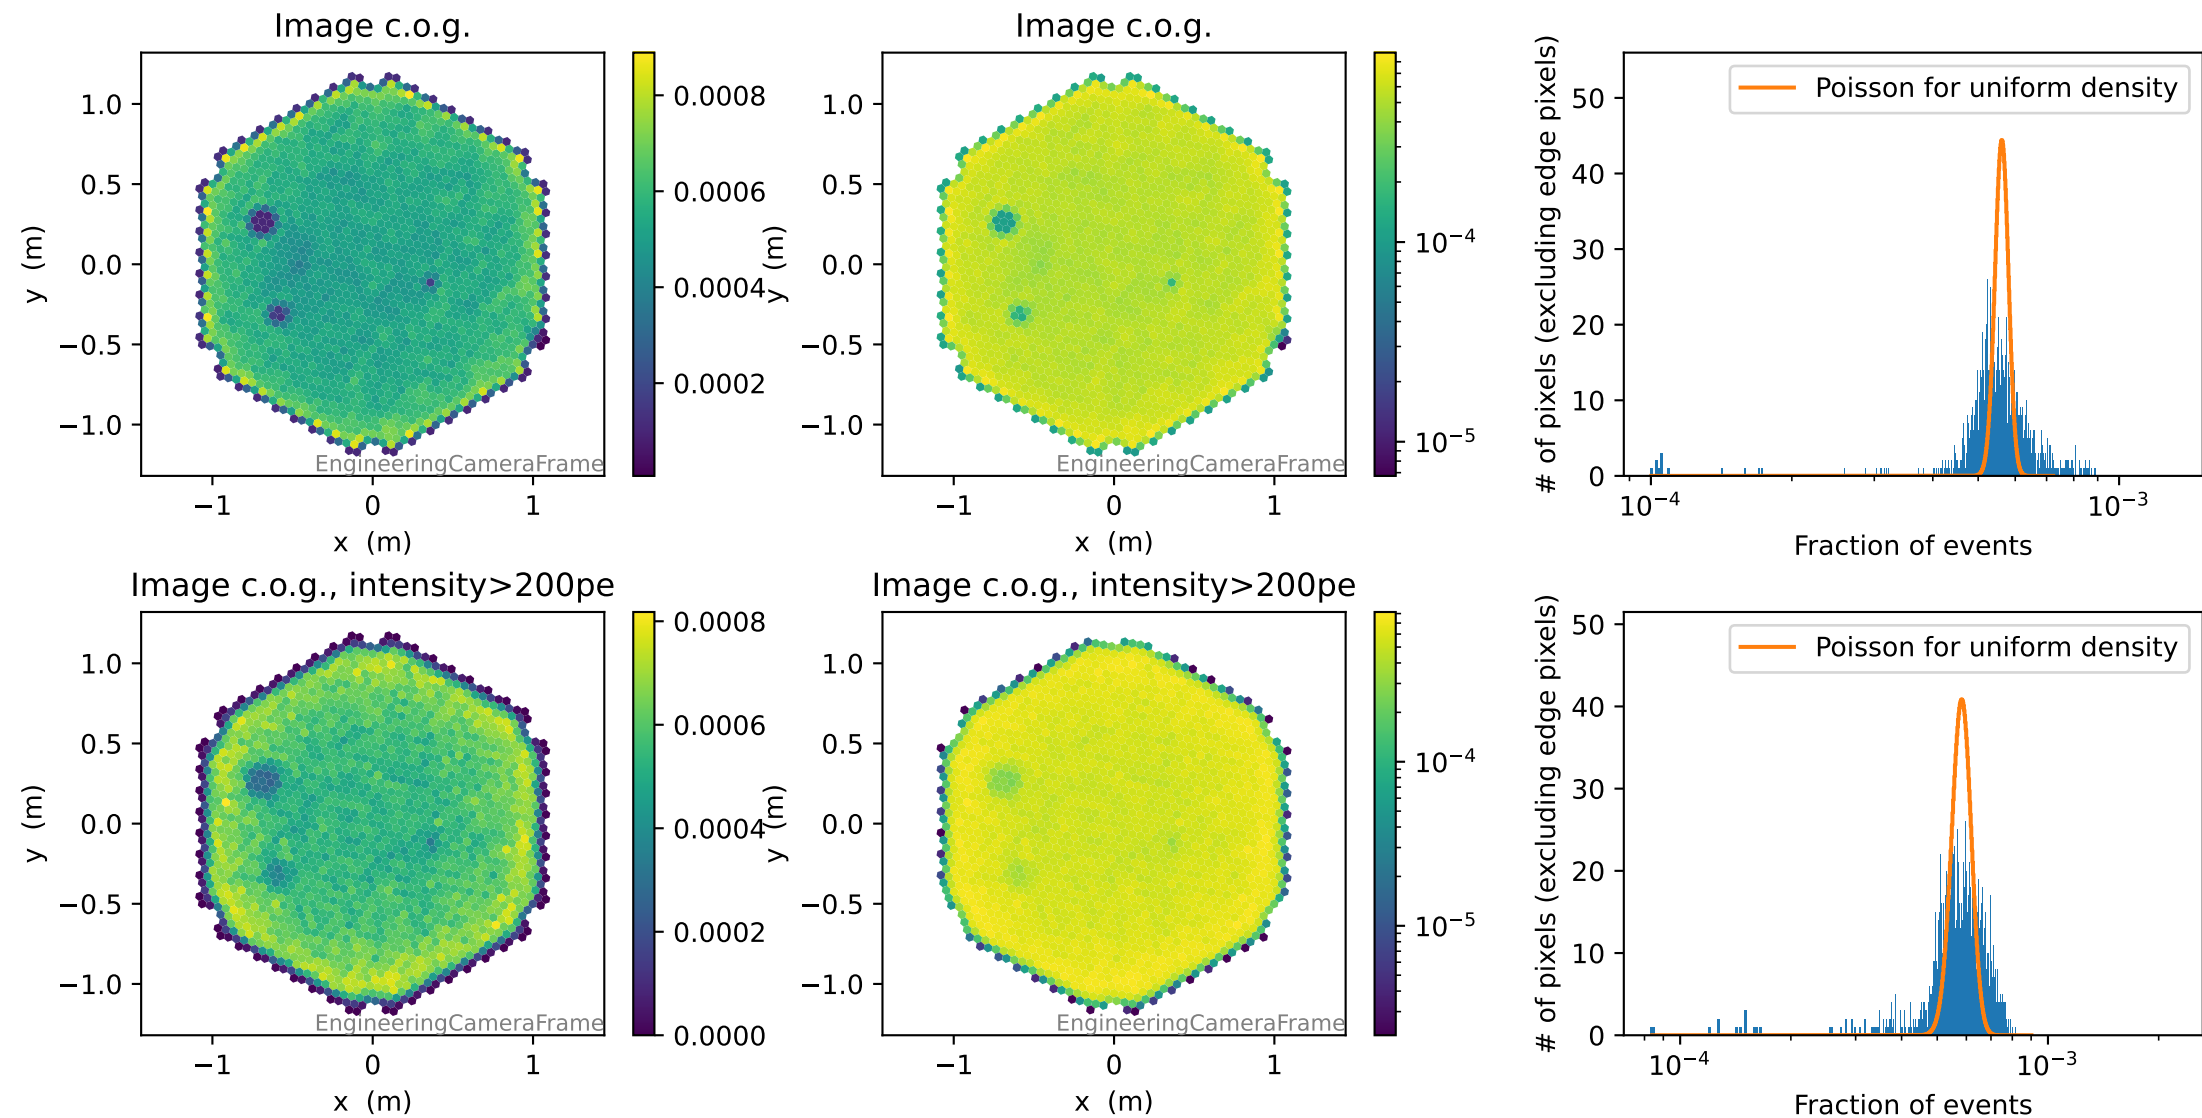 Image c.o.g.
1.0
0.5
0.0
−0.5
−1.0
y (m)
−1
0
1
x (m)
EngineeringCameraFrame
0.0008
0.0006
0.0004
0.0002
Image c.o.g.
1.0
0.5
0.0
−0.5
−1.0
y (m)
−1
0
1
x (m)
EngineeringCameraFrame
10⁻⁴
10⁻⁵
# of pixels (excluding edge pixels)
50
40
30
20
10
0
Poisson for uniform density
10⁻⁴
10⁻³
Fraction of events
Image c.o.g., intensity>200pe
1.0
0.5
0.0
−0.5
−1.0
y (m)
−1
0
1
x (m)
EngineeringCameraFrame
0.0008
0.0006
0.0004
0.0002
0.0000
Image c.o.g., intensity>200pe
1.0
0.5
0.0
−0.5
−1.0
y (m)
−1
0
1
x (m)
EngineeringCameraFrame
10⁻⁴
10⁻⁵
# of pixels (excluding edge pixels)
50
40
30
20
10
0
Poisson for uniform density
10⁻⁴
10⁻³
Fraction of events